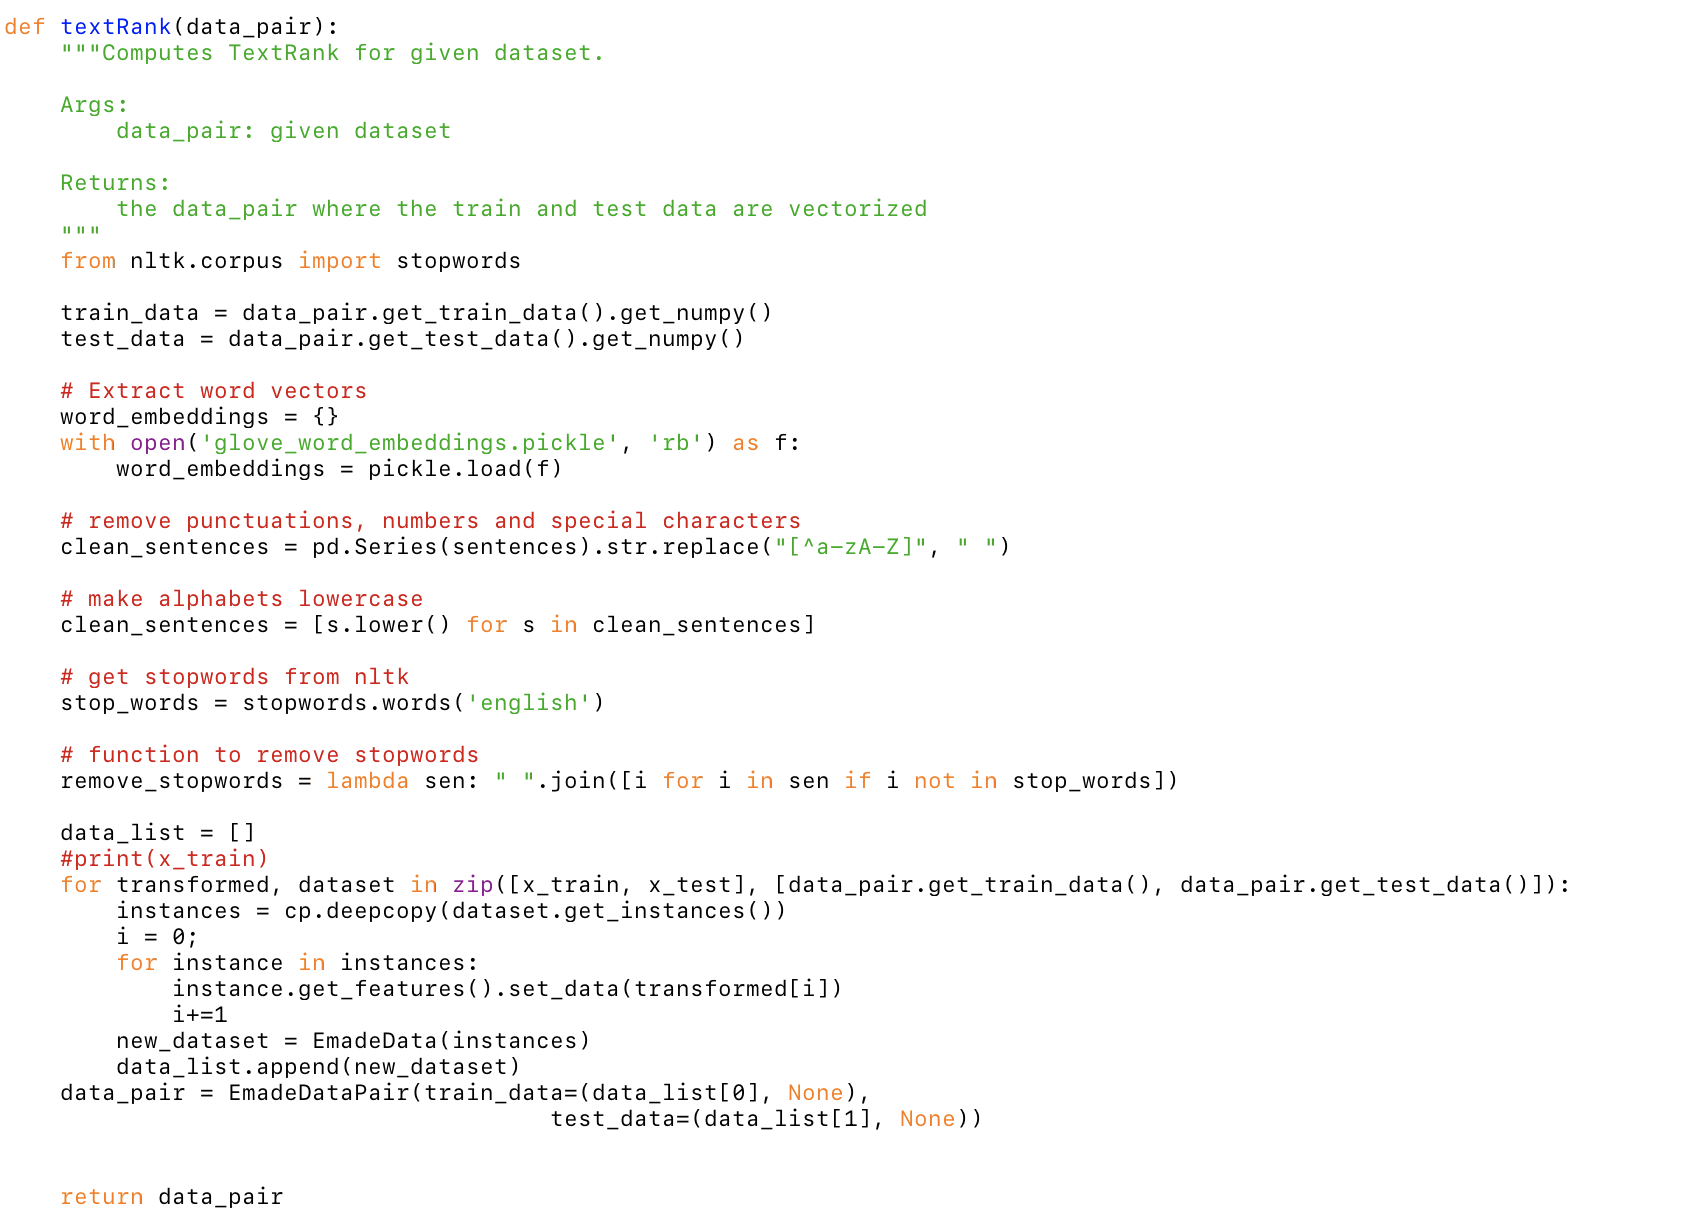 def textRank(data_pair):
    """Computes TextRank for given dataset.

    Args:
        data_pair: given dataset

    Returns:
        the data_pair where the train and test data are vectorized
    """
    from nltk.corpus import stopwords

    train_data = data_pair.get_train_data().get_numpy()
    test_data = data_pair.get_test_data().get_numpy()

    # Extract word vectors
    word_embeddings = {}
    with open('glove_word_embeddings.pickle', 'rb') as f:
        word_embeddings = pickle.load(f)

    # remove punctuations, numbers and special characters
    clean_sentences = pd.Series(sentences).str.replace("[^a-zA-Z]", " ")

    # make alphabets lowercase
    clean_sentences = [s.lower() for s in clean_sentences]

    # get stopwords from nltk
    stop_words = stopwords.words('english')

    # function to remove stopwords
    remove_stopwords = lambda sen: " ".join([i for i in sen if i not in stop_words])

    data_list = []
    #print(x_train)
    for transformed, dataset in zip([x_train, x_test], [data_pair.get_train_data(), data_pair.get_test_data()]):
        instances = cp.deepcopy(dataset.get_instances())
        i = 0;
        for instance in instances:
            instance.get_features().set_data(transformed[i])
            i+=1
        new_dataset = EmadeData(instances)
        data_list.append(new_dataset)
    data_pair = EmadeDataPair(train_data=(data_list[0], None),
                                   test_data=(data_list[1], None))


    return data_pair